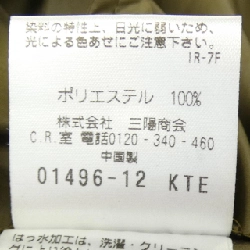 染料の特性上、日光に弱いため、
光による色あせにご注意下さい。
IR-7F
ポリエステル 100%
株式会社 三陽商会
C.R.室 電話0120-340-460
中国製
01496-12 KTE
はっ水加工は、洗濯・クリーニ